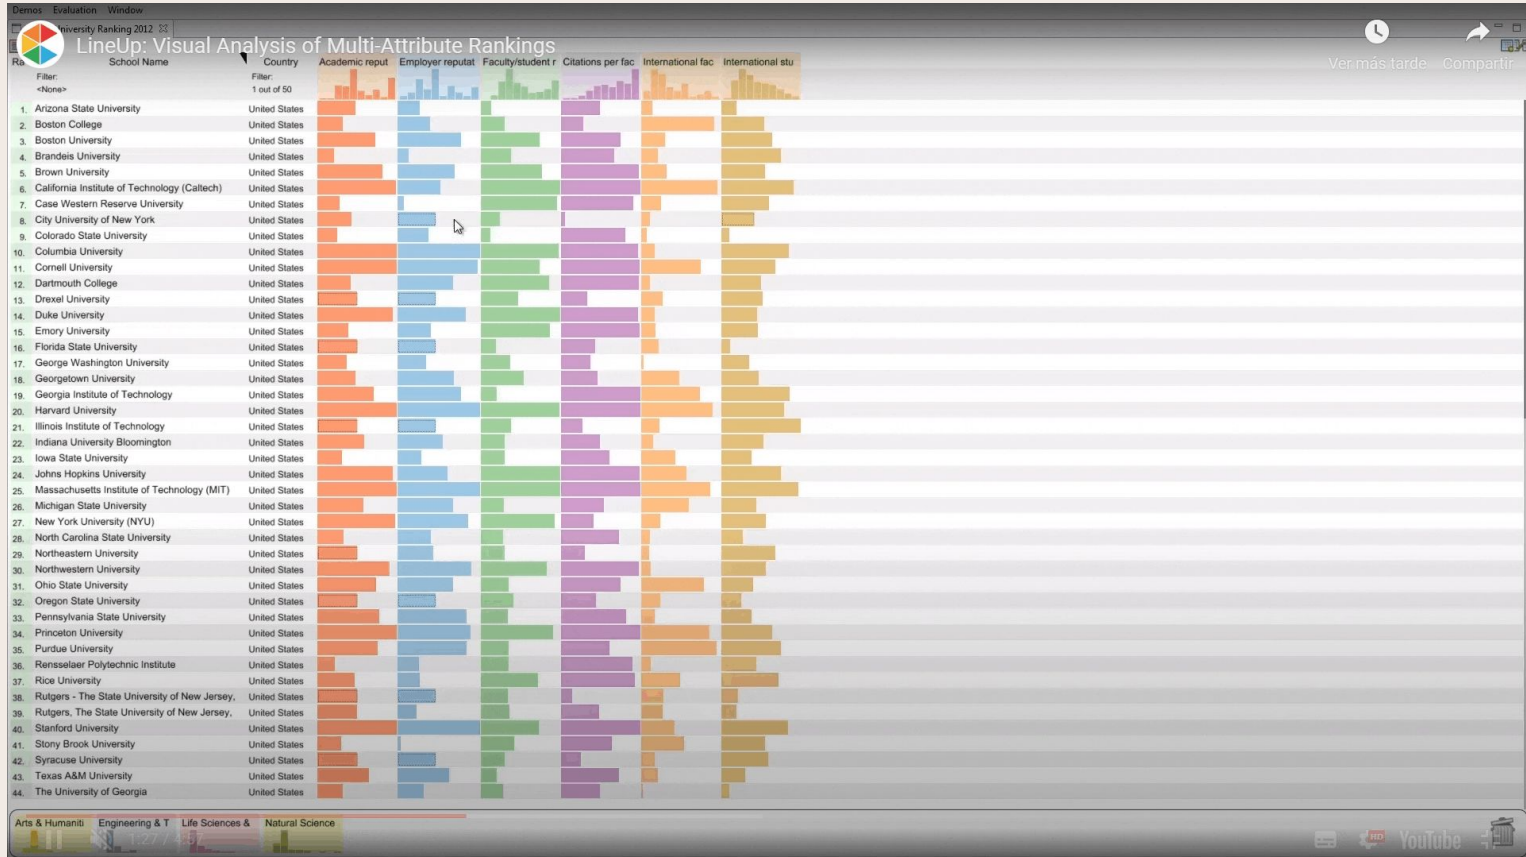 Demos Evaluation Window
University Ranking 2012
LineUp: Visual Analysis of Multi-Attribute Rankings
Ver más tarde Compartir
Ra School Name Country Academic reput Employer reputat Faculty/student r Citations per fac International fac International stu
Filter: Filter:
<None> 1 out of 50
1. Arizona State University United States
2. Boston College United States
3. Boston University United States
4. Brandeis University United States
5. Brown University United States
6. California Institute of Technology (Caltech) United States
7. Case Western Reserve University United States
8. City University of New York United States
9. Colorado State University United States
10. Columbia University United States
11. Cornell University United States
12. Dartmouth College United States
13. Drexel University United States
14. Duke University United States
15. Emory University United States
16. Florida State University United States
17. George Washington University United States
18. Georgetown University United States
19. Georgia Institute of Technology United States
20. Harvard University United States
21. Illinois Institute of Technology United States
22. Indiana University Bloomington United States
23. Iowa State University United States
24. Johns Hopkins University United States
25. Massachusetts Institute of Technology (MIT) United States
26. Michigan State University United States
27. New York University (NYU) United States
28. North Carolina State University United States
29. Northeastern University United States
30. Northwestern University United States
31. Ohio State University United States
32. Oregon State University United States
33. Pennsylvania State University United States
34. Princeton University United States
35. Purdue University United States
36. Rensselaer Polytechnic Institute United States
37. Rice University United States
38. Rutgers - The State University of New Jersey, United States
39. Rutgers, The State University of New Jersey, United States
40. Stanford University United States
41. Stony Brook University United States
42. Syracuse University United States
43. Texas A&M University United States
44. The University of Georgia United States
Arts & Humaniti Engineering & T Life Sciences & Natural Science
HD YouTube